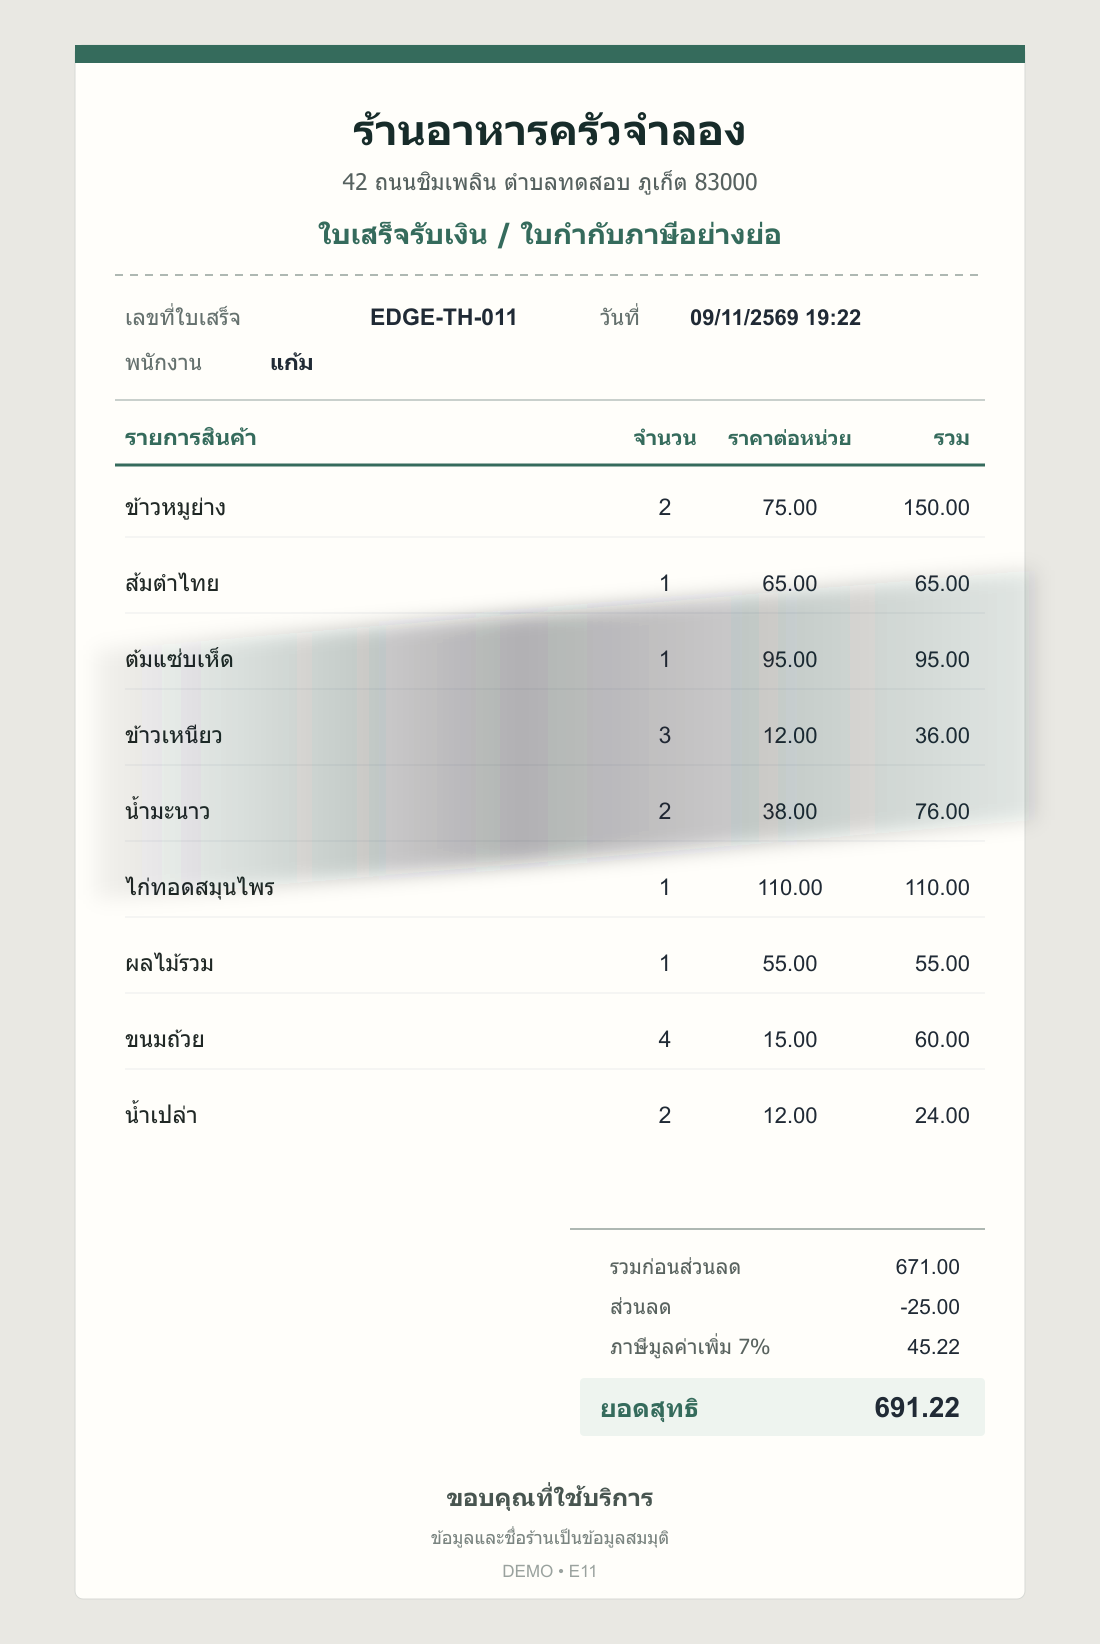 ร้านอาหารครัวจำลอง
42 ถนนชิมเพลิน ตำบลทดสอบ ภูเก็ต 83000
ใบเสร็จรับเงิน / ใบกำกับภาษีอย่างย่อ
เลขที่ใบเสร็จ EDGE-TH-011 วันที่ 09/11/2569 19:22
พนักงาน แก้ม
รายการสินค้า จำนวน ราคาต่อหน่วย รวม
ข้าวหมูย่าง 2 75.00 150.00
ส้มตำไทย 1 65.00 65.00
ต้มแซ่บเห็ด 1 95.00 95.00
ข้าวเหนียว 3 12.00 36.00
น้ำมะนาว 2 38.00 76.00
ไก่ทอดสมุนไพร 1 110.00 110.00
ผลไม้รวม 1 55.00 55.00
ขนมถ้วย 4 15.00 60.00
น้ำเปล่า 2 12.00 24.00
รวมก่อนส่วนลด 671.00
ส่วนลด -25.00
ภาษีมูลค่าเพิ่ม 7% 45.22
ยอดสุทธิ 691.22
ขอบคุณที่ใช้บริการ
ข้อมูลและชื่อร้านเป็นข้อมูลสมมุติ
DEMO • E11